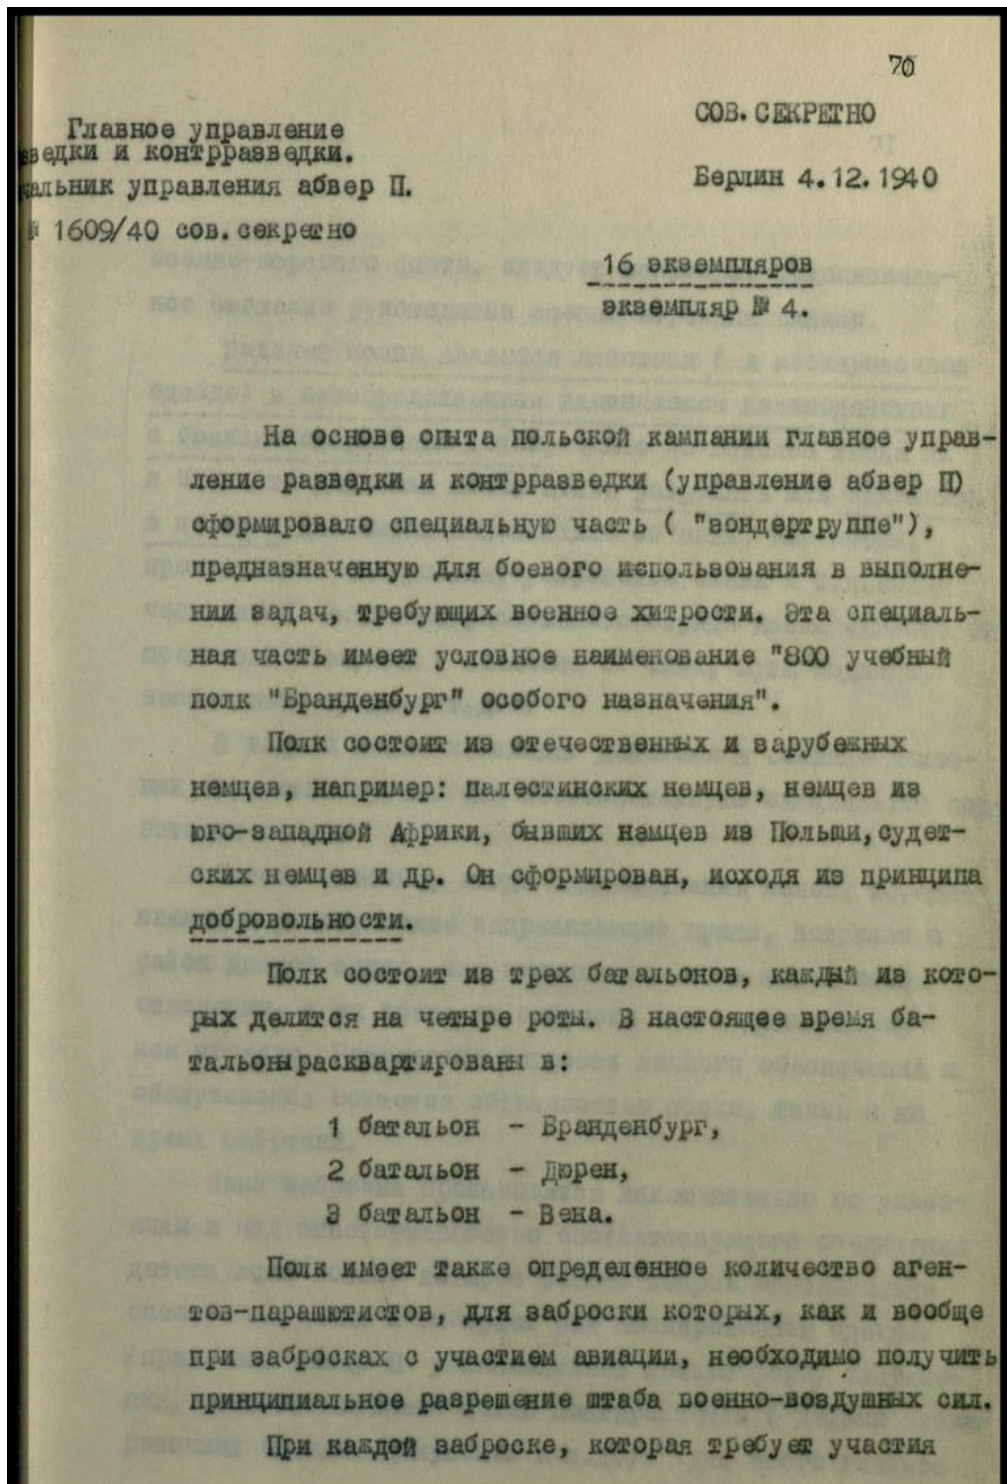 70
СОВ. СЕКРЕТНО
Главное управление
ведки и контрразведки.
альник управления абвер П.
№ 1609/40 сов. секретно
Берлин 4.12.1940
16 экземпляров
экземпляр № 4.
На основе опыта польской кампании главное управ-
ление разведки и контрразведки (управление абвер П)
сформировало специальную часть ( "зондертруппе"),
предназначенную для боевого использования в выполне-
нии задач, требующих военное хитрости. Эта специаль-
ная часть имеет условное наименование "800 учебный
полк "Бранденбург" особого назначения".
Полк состоит из отечественных и зарубежных
немцев, например: палестинских немцев, немцев из
юго-западной Африки, бывших немцев из Польши, судет-
ских немцев и др. Он сформирован, исходя из принципа
добровольности.
Полк состоит из трех батальонов, каждый из кото-
рых делится на четыре роты. В настоящее время ба-
тальоны расквартированы в:
1 батальон - Бранденбург,
2 батальон - Дюрен,
3 батальон - Вена.
Полк имеет также определенное количество аген-
тов-парашютистов, для заброски которых, как и вообще
при забросках с участием авиации, необходимо получить
принципиальное разрешение штаба военно-воздушных сил.
При каждой заброске, которая требует участия